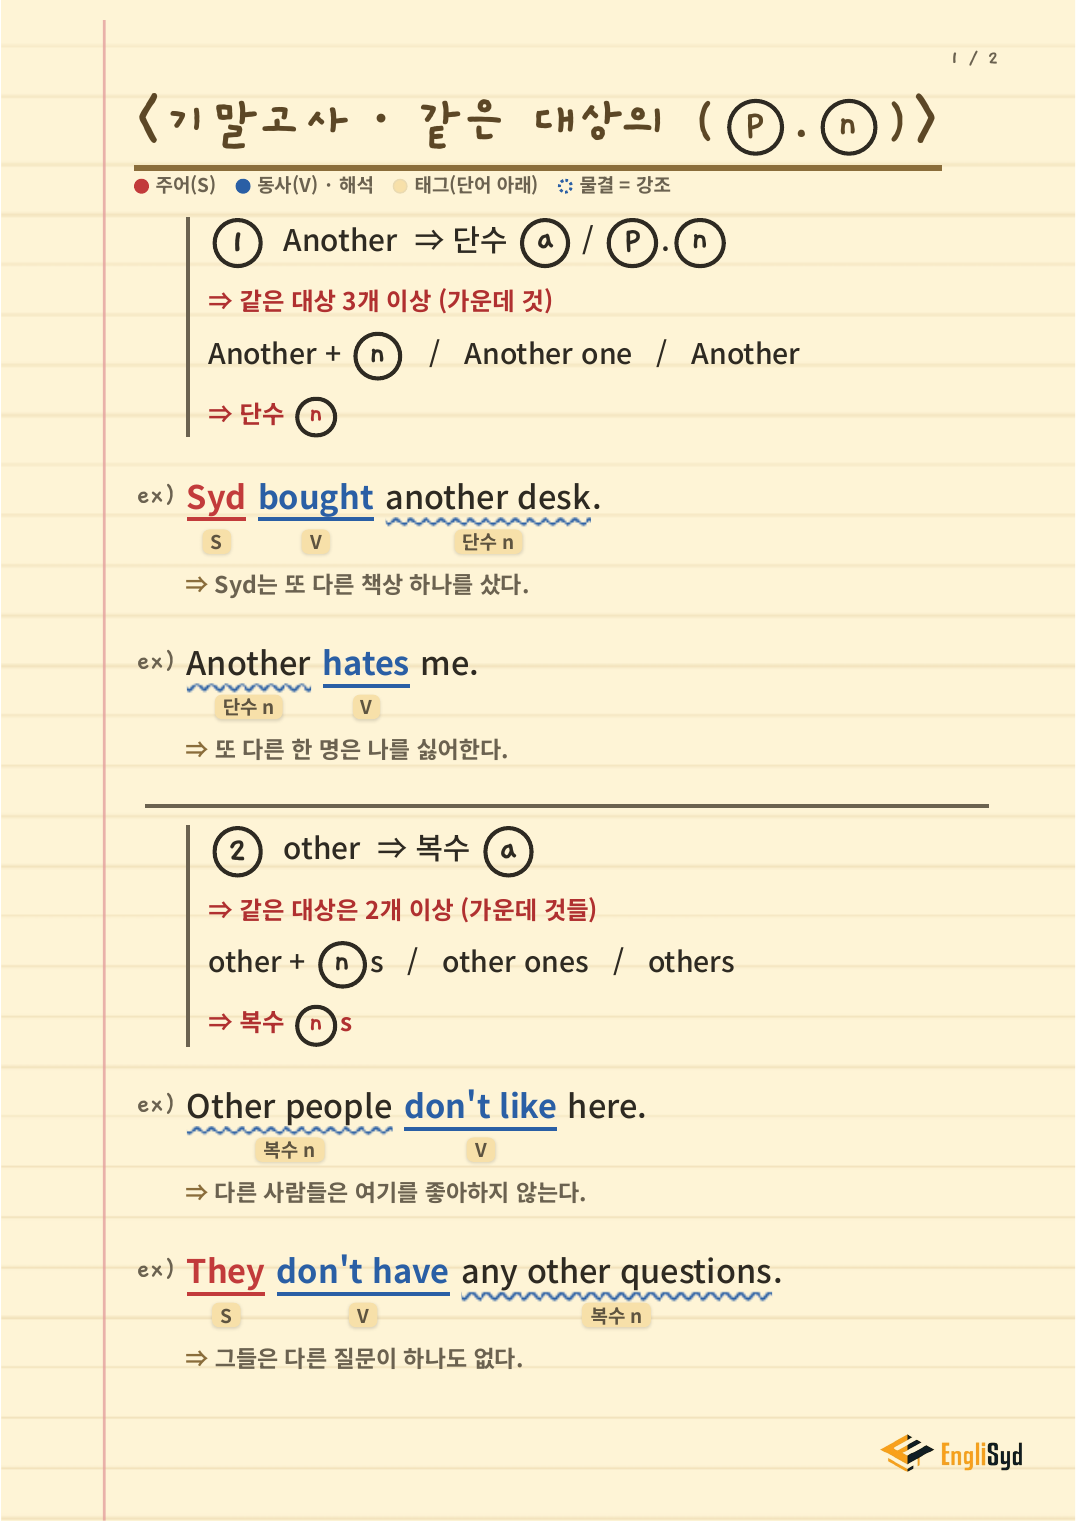 1 / 2
〈기말고사 · 같은 대상의 (P.n)〉
주어(S) 동사(V) · 해석 태그(단어 아래) 물결 = 강조
1 Another ⇒ 단수 a / P.n
⇒ 같은 대상 3개 이상 (가운데 것)
Another + n / Another one / Another
⇒ 단수 n
ex) Syd bought another desk.
S V 단수 n
⇒ Syd는 또 다른 책상 하나를 샀다.
ex) Another hates me.
단수 n V
⇒ 또 다른 한 명은 나를 싫어한다.
2 other ⇒ 복수 a
⇒ 같은 대상은 2개 이상 (가운데 것들)
other + n s / other ones / others
⇒ 복수 n s
ex) Other people don't like here.
복수 n V
⇒ 다른 사람들은 여기를 좋아하지 않는다.
ex) They don't have any other questions.
S V 복수 n
⇒ 그들은 다른 질문이 하나도 없다.
EngliSyd